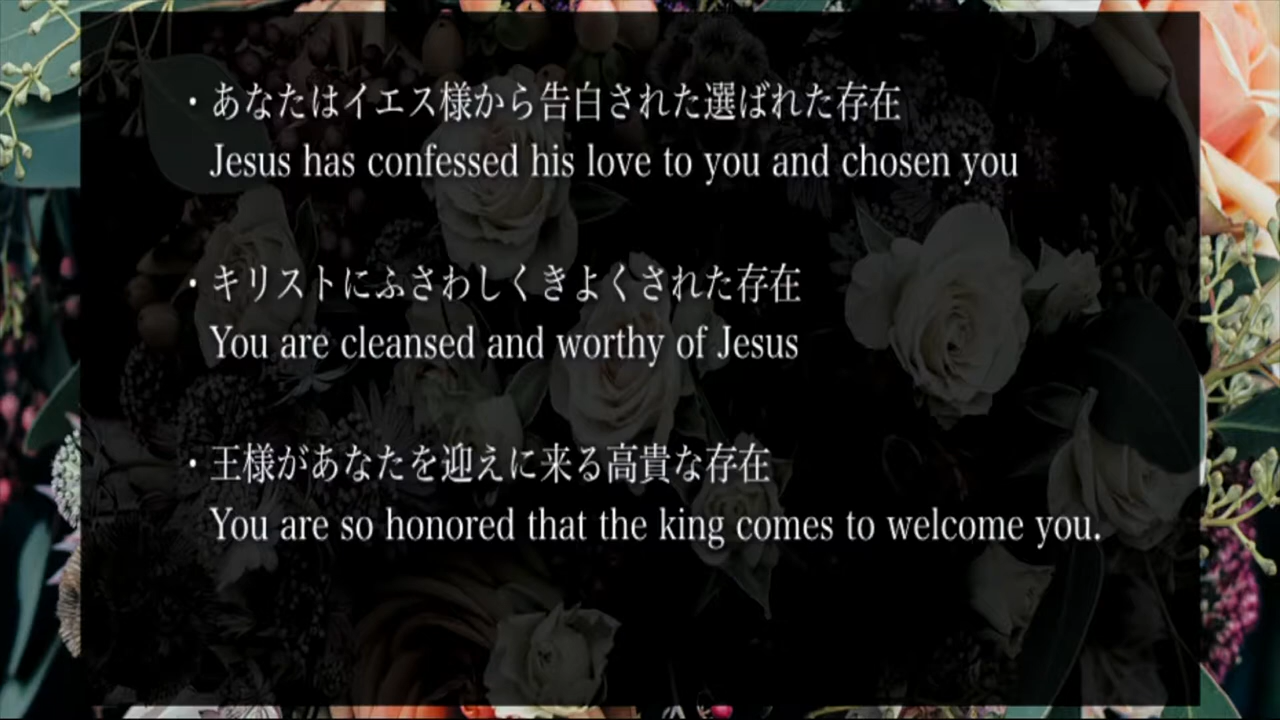 ・あなたはイエス様から告白された選ばれた存在
Jesus has confessed his love to you and chosen you
・キリストにふさわしくきよくされた存在
You are cleansed and worthy of Jesus
・王様があなたを迎えに来る高貴な存在
You are so honored that the king comes to welcome you.